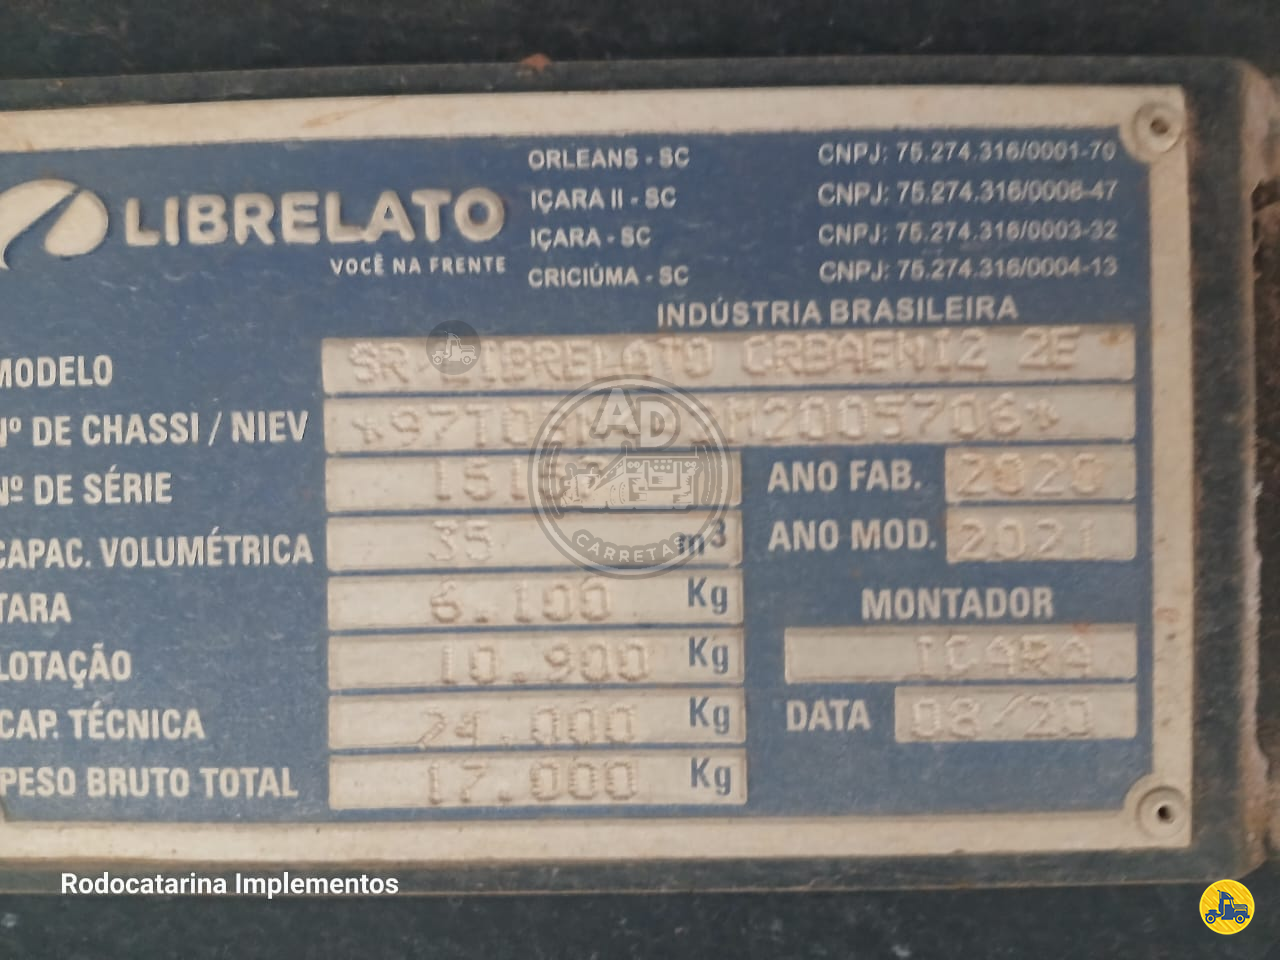 LIBRELATO
VOCÊ NA FRENTE
ORLEANS - SC CNPJ: 75.274.316/0001-70
IÇARA II - SC CNPJ: 75.274.316/0006-47
IÇARA - SC CNPJ: 75.274.316/0003-32
CRICIÚMA - SC CNPJ: 75.274.316/0004-13
INDÚSTRIA BRASILEIRA
MODELO SR LIBRELATO CRBAENI2 2E
Nº DE CHASSI / NIEV
Nº DE SÉRIE
ANO FAB. 2020
CAPAC. VOLUMÉTRICA 35 m³
ANO MOD. 2021
TARA 6.100 Kg
MONTADOR
LOTAÇÃO 10.900 Kg
ICARA
CAP. TÉCNICA 24.000 Kg
DATA 08/20
PESO BRUTO TOTAL 17.000 Kg
AD
CARRETAS
Rodocatarina Implementos